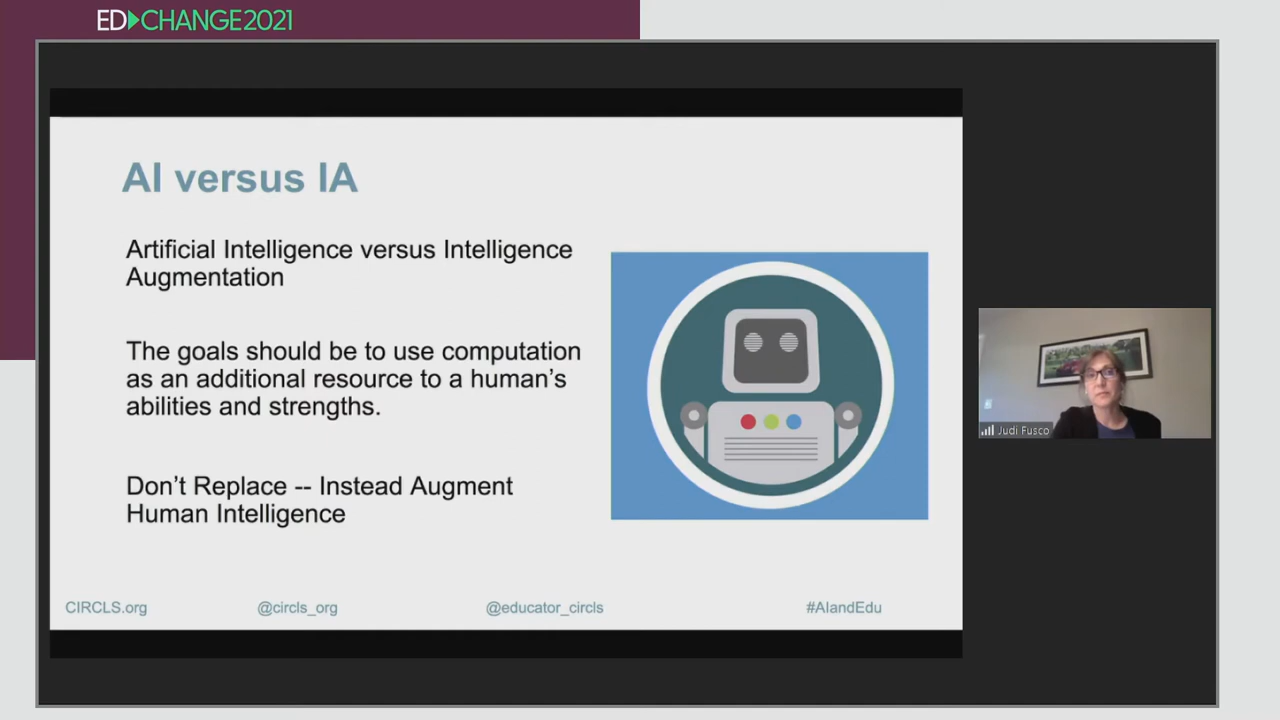 ED▶CHANGE2021
AI versus IA
Artificial Intelligence versus Intelligence
Augmentation
The goals should be to use computation
as an additional resource to a human's
abilities and strengths.
Don't Replace -- Instead Augment
Human Intelligence
CIRCLS.org @circls_org @educator_circls #AIandEdu
Judi Fusco